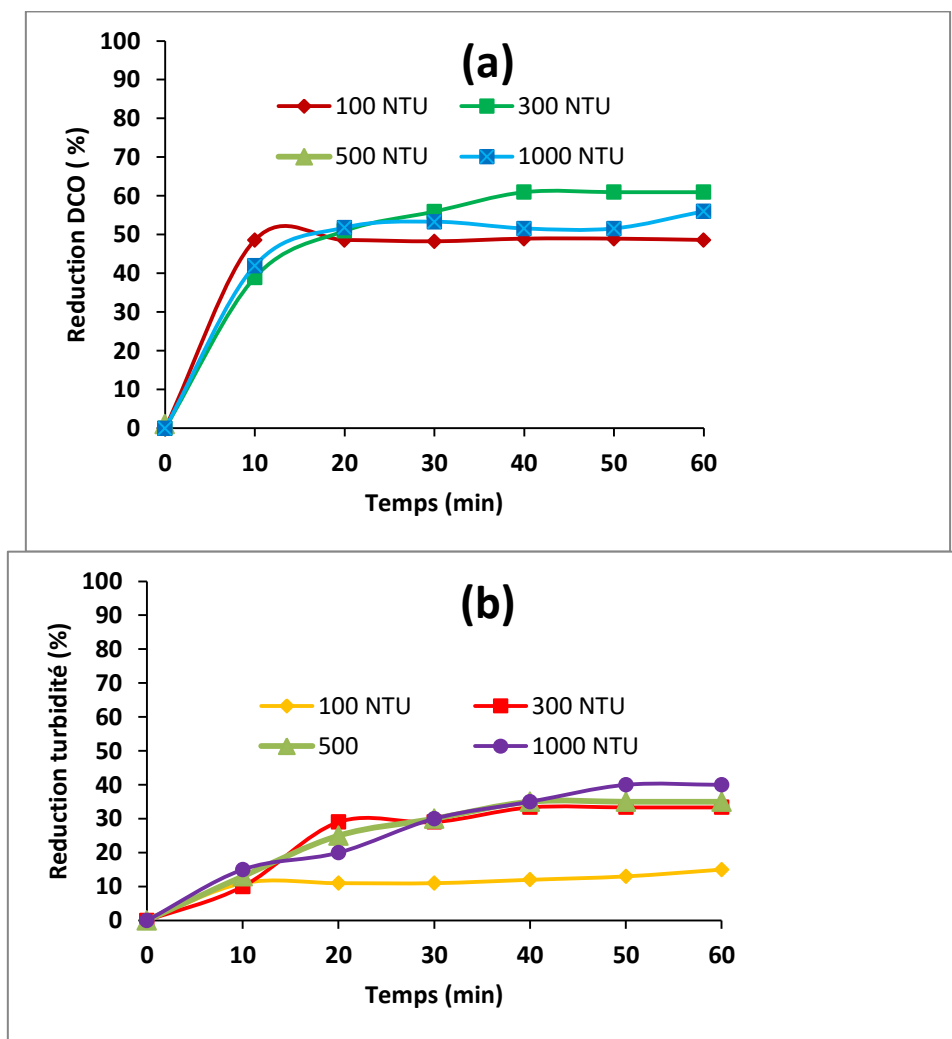 (a)
100 NTU 300 NTU
500 NTU 1000 NTU
Reduction DCO ( %)
100
90
80
70
60
50
40
30
20
10
0
0 10 20 30 40 50 60
Temps (min)
(b)
100 NTU 300 NTU
500 1000 NTU
Reduction turbidité (%)
100
90
80
70
60
50
40
30
20
10
0
0 10 20 30 40 50 60
Temps (min)